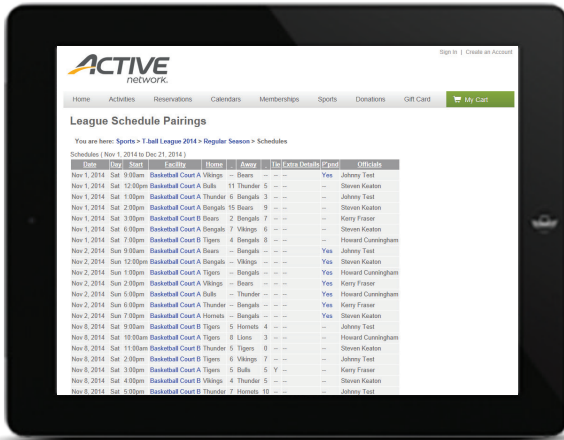 Sign In | Create an Account
ACTIVE
network.
Home Activities Reservations Calendars Memberships Sports Donations Gift Card My Cart
League Schedule Pairings
You are here: Sports > T-ball League 2014 > Regular Season > Schedules
Schedules ( Nov 1, 2014 to Dec 21, 2014 )
Date Day Start Facility Home Away Tie Extra Details P'pnd Officials
Nov 1, 2014 Sat 9:00am Basketball Court A Vikings -- Bears -- -- -- Yes Johnny Test
Nov 1, 2014 Sat 12:00pm Basketball Court A Bulls 11 Thunder 5 -- -- -- Steven Keaton
Nov 1, 2014 Sat 1:00pm Basketball Court A Thunder 6 Bengals 3 -- -- -- Johnny Test
Nov 1, 2014 Sat 2:00pm Basketball Court A Bengals 15 Bears 9 -- -- -- Steven Keaton
Nov 1, 2014 Sat 3:00pm Basketball Court B Bears 2 Bengals 7 -- -- -- Kerry Fraser
Nov 1, 2014 Sat 6:00pm Basketball Court A Bengals 7 Vikings 6 -- -- -- Steven Keaton
Nov 1, 2014 Sat 7:00pm Basketball Court B Tigers 4 Bengals 8 -- -- -- Howard Cunningham
Nov 2, 2014 Sun 9:00am Basketball Court A Bears -- Bengals -- -- -- Yes Johnny Test
Nov 2, 2014 Sun 12:00pm Basketball Court A Bengals -- Vikings -- -- -- Yes Steven Keaton
Nov 2, 2014 Sun 1:00pm Basketball Court A Tigers -- Bengals -- -- -- Yes Howard Cunningham
Nov 2, 2014 Sun 2:00pm Basketball Court A Vikings -- Bears -- -- -- Yes Kerry Fraser
Nov 2, 2014 Sun 5:00pm Basketball Court A Bulls -- Thunder -- -- -- Yes Howard Cunningham
Nov 2, 2014 Sun 6:00pm Basketball Court A Thunder -- Bengals -- -- -- Yes Kerry Fraser
Nov 2, 2014 Sun 7:00pm Basketball Court A Hornets -- Bengals -- -- -- Yes Steven Keaton
Nov 8, 2014 Sat 9:00am Basketball Court B Tigers 5 Hornets 4 -- -- -- Johnny Test
Nov 8, 2014 Sat 10:00am Basketball Court A Tigers 8 Lions 3 -- -- -- Howard Cunningham
Nov 8, 2014 Sat 11:00am Basketball Court B Thunder 5 Tigers 0 -- -- -- Steven Keaton
Nov 8, 2014 Sat 2:00pm Basketball Court B Tigers 6 Vikings 7 -- -- -- Johnny Test
Nov 8, 2014 Sat 3:00pm Basketball Court A Tigers 5 Bulls 5 Y -- -- Kerry Fraser
Nov 8, 2014 Sat 4:00pm Basketball Court B Vikings 4 Thunder 5 -- -- -- Steven Keaton
Nov 8, 2014 Sat 5:00pm Basketball Court B Thunder 7 Hornets 10 -- -- -- Johnny Test